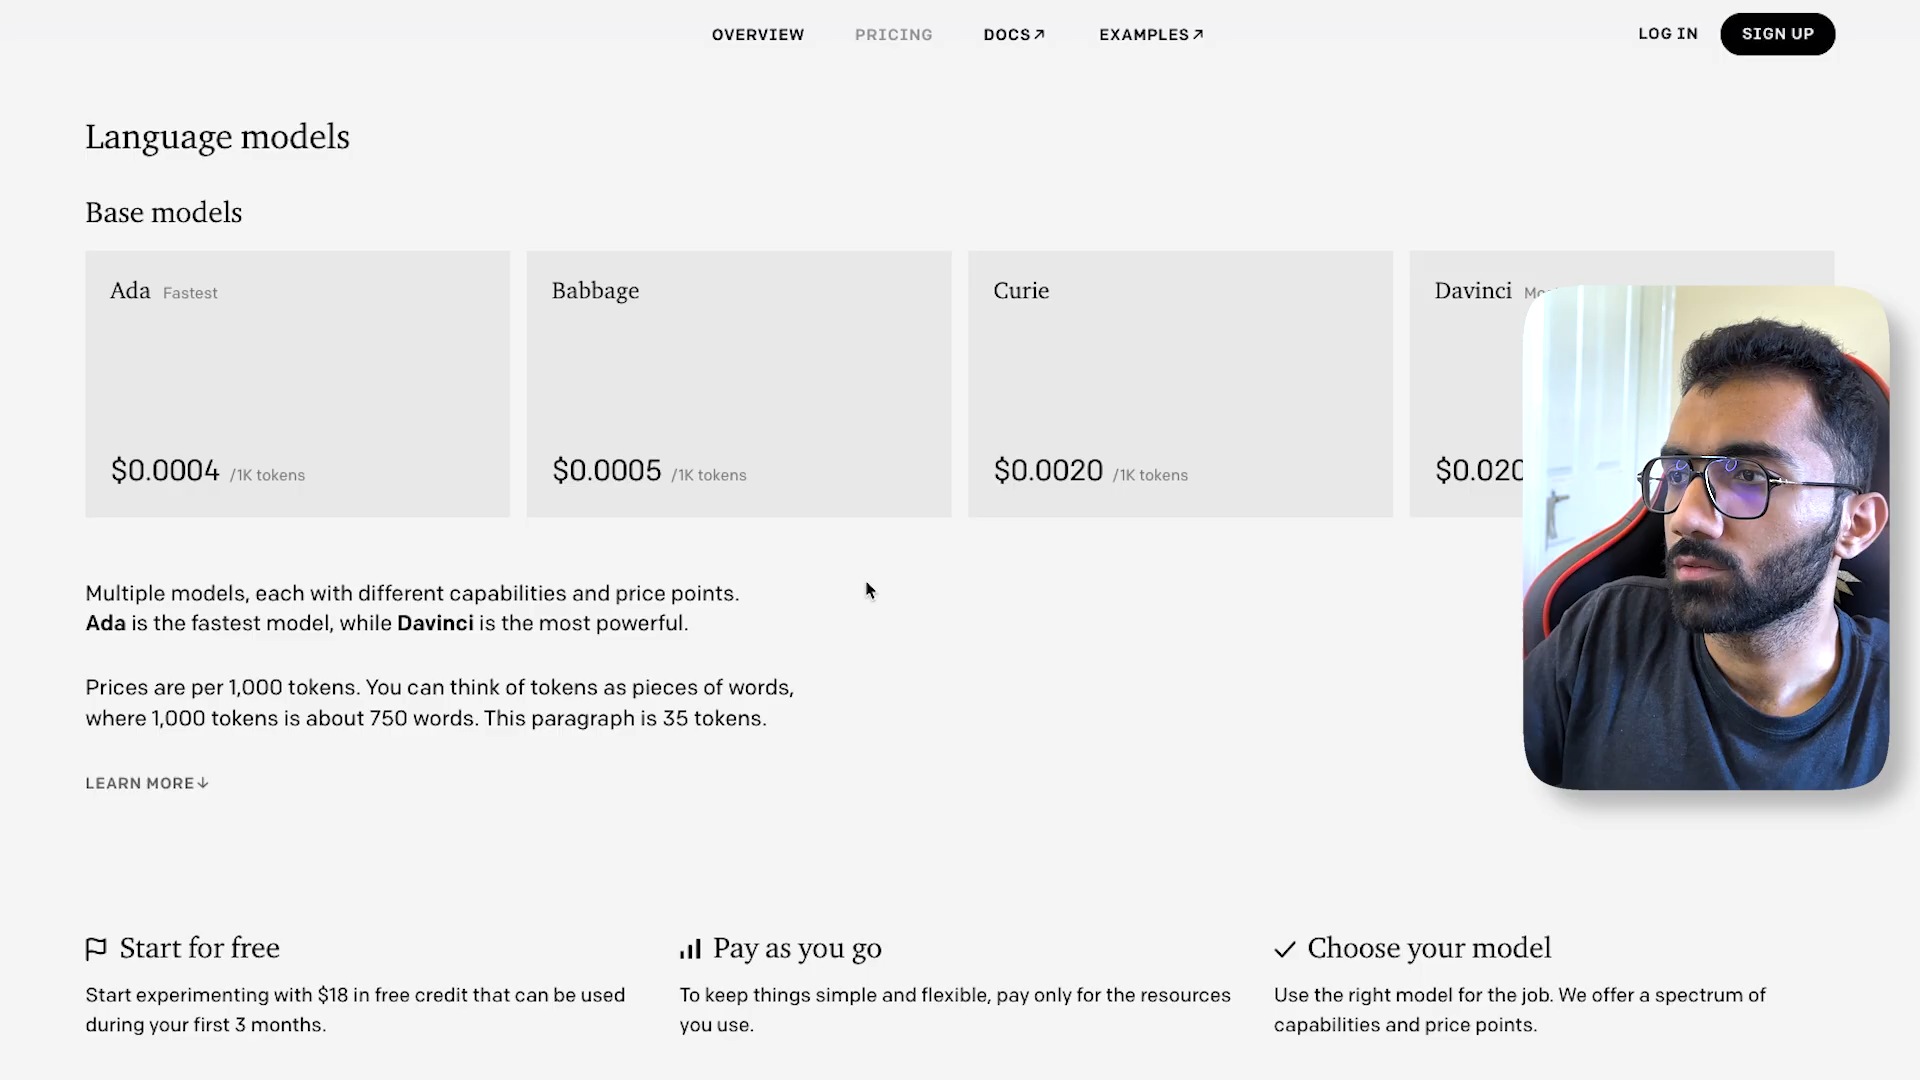 OVERVIEW PRICING DOCS↗ EXAMPLES↗ LOG IN SIGN UP
Language models
Base models
Ada Fastest
$0.0004 /1K tokens
Babbage
$0.0005 /1K tokens
Curie
$0.0020 /1K tokens
Davinci
Multiple models, each with different capabilities and price points.
Ada is the fastest model, while Davinci is the most powerful.
Prices are per 1,000 tokens. You can think of tokens as pieces of words,
where 1,000 tokens is about 750 words. This paragraph is 35 tokens.
LEARN MORE↓
Start for free
Start experimenting with $18 in free credit that can be used
during your first 3 months.
Pay as you go
To keep things simple and flexible, pay only for the resources
you use.
Choose your model
Use the right model for the job. We offer a spectrum of
capabilities and price points.